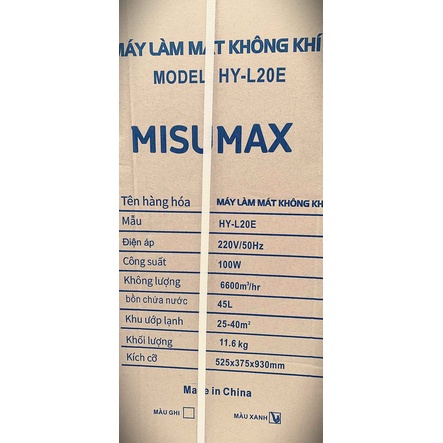 MÁY LÀM MÁT KHÔNG KHÍ
MODEL HY-L20E
MISUMAX
Tên hàng hóa MÁY LÀM MÁT KHÔNG KH
Mẫu HY-L20E
Điện áp 220V/50Hz
Công suất 100W
Không lượng 6600m³/hr
bồn chứa nước 45L
Khu ướp lạnh 25-40m²
Khối lượng 11.6 kg
Kích cỡ 525x375x930mm
Made in China
MÀU GHI MÀU XANH